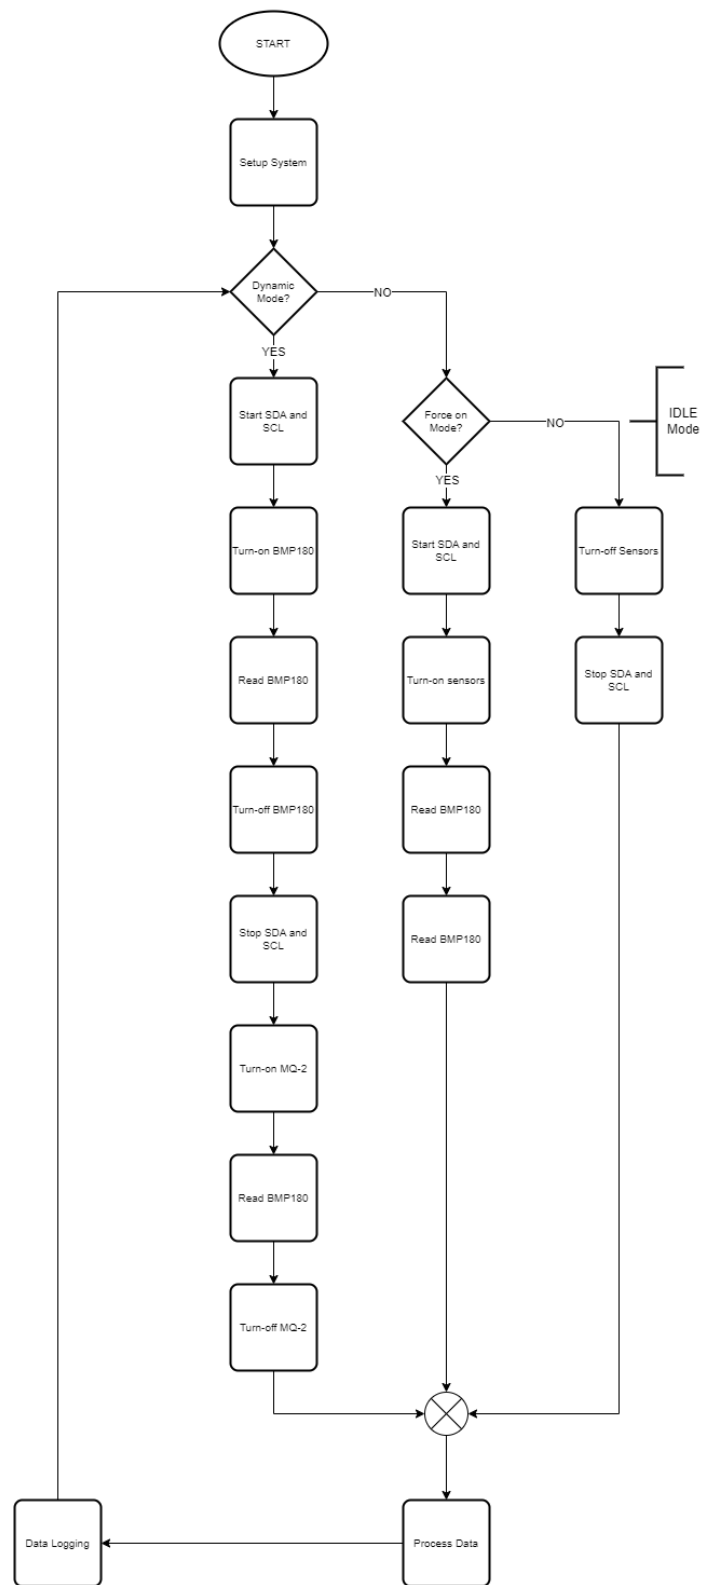 START
Setup System
Dynamic
Mode?
NO
YES
Start SDA and
SCL
Turn-on BMP180
Read BMP180
Turn-off BMP180
Stop SDA and
SCL
Turn-on MQ-2
Read BMP180
Turn-off MQ-2
Force on
Mode?
NO
YES
Start SDA and
SCL
Turn-on sensors
Read BMP180
Read BMP180
IDLE
Mode
Turn-off Sensors
Stop SDA and
SCL
Process Data
Data Logging